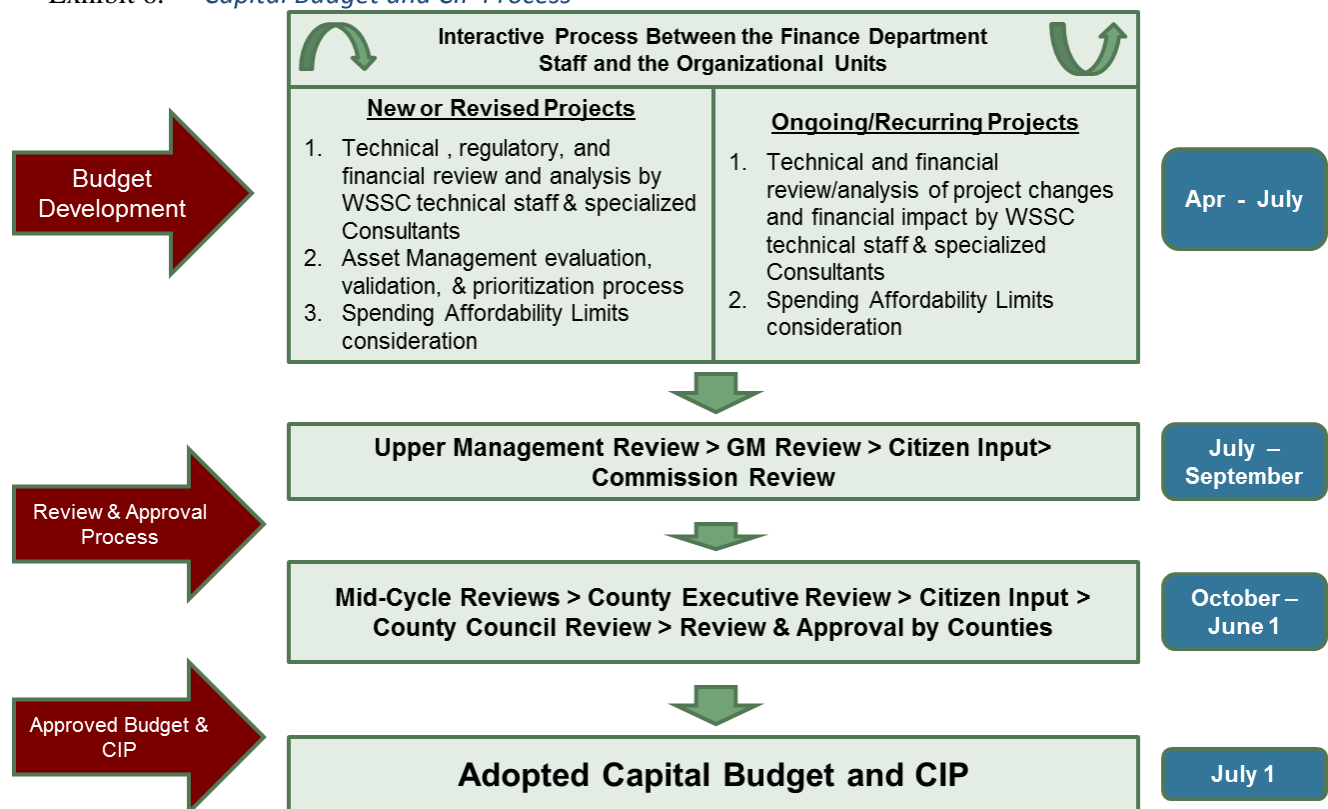 Capital Budget and CIP Process
Interactive Process Between the Finance Department
Staff and the Organizational Units
Budget
Development
New or Revised Projects
1. Technical , regulatory, and
financial review and analysis by
WSSC technical staff & specialized
Consultants
2. Asset Management evaluation,
validation, & prioritization process
3. Spending Affordability Limits
consideration
Ongoing/Recurring Projects
1. Technical and financial
review/analysis of project changes
and financial impact by WSSC
technical staff & specialized
Consultants
2. Spending Affordability Limits
consideration
Apr - July
Review & Approval
Process
Upper Management Review > GM Review > Citizen Input>
Commission Review
July –
September
Mid-Cycle Reviews > County Executive Review > Citizen Input >
County Council Review > Review & Approval by Counties
October –
June 1
Approved Budget &
CIP
Adopted Capital Budget and CIP
July 1